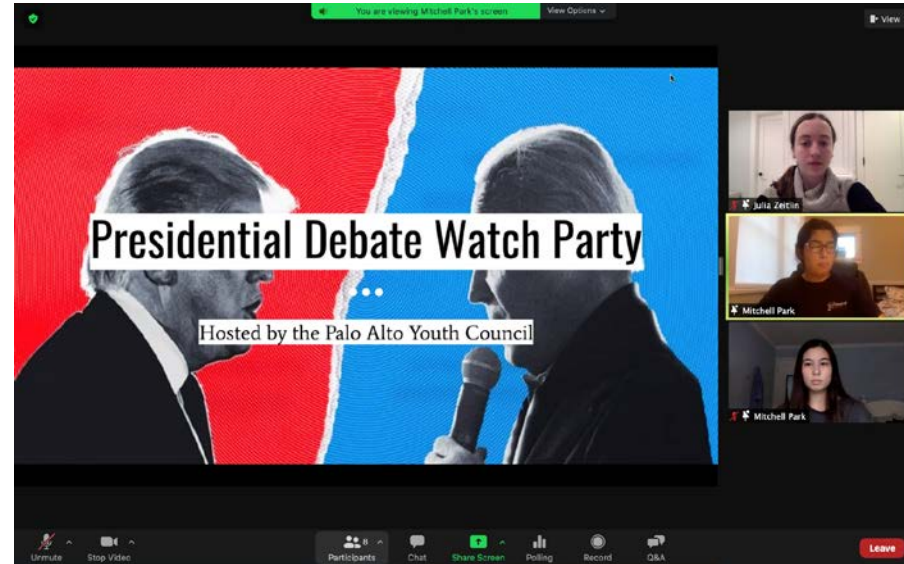 You are viewing Mitchell Park's screen
View Options
View
Presidential Debate Watch Party
Hosted by the Palo Alto Youth Council
Julia Zeitlin
Mitchell Park
Mitchell Park
Unmute
Stop Video
Participants
8
Chat
Share Screen
Polling
Record
Q&A
Leave